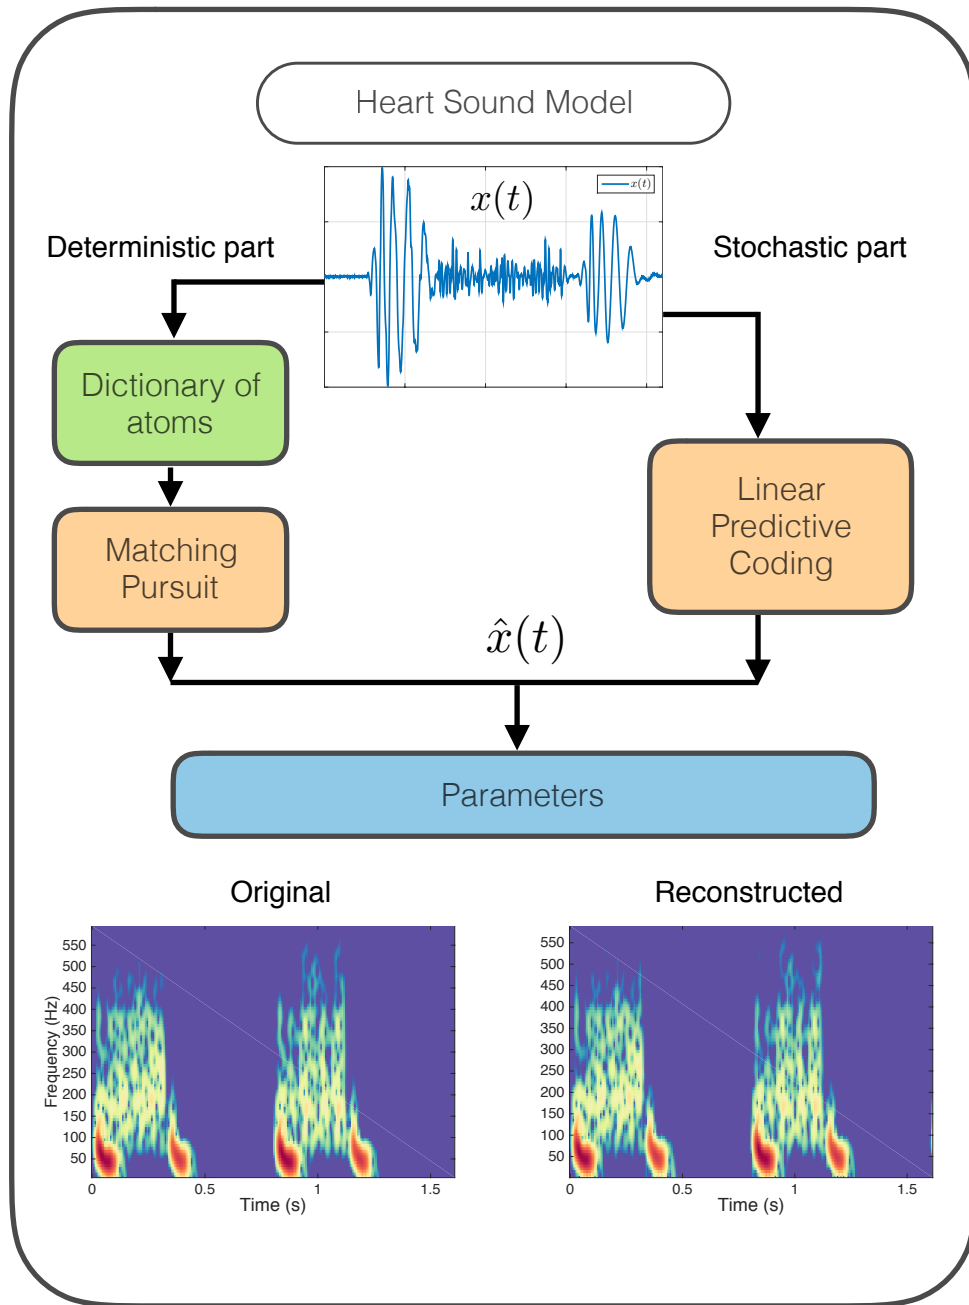 Heart Sound Model
x(t)
x(t)
Deterministic part
Stochastic part
Dictionary of
atoms
Linear
Predictive
Coding
Matching
Pursuit
x̂(t)
Parameters
Original
Reconstructed
550
500
450
400
350
300
250
200
150
100
50
Frequency (Hz)
0
0.5
1
1.5
Time (s)
550
500
450
400
350
300
250
200
150
100
50
0
0.5
1
1.5
Time (s)